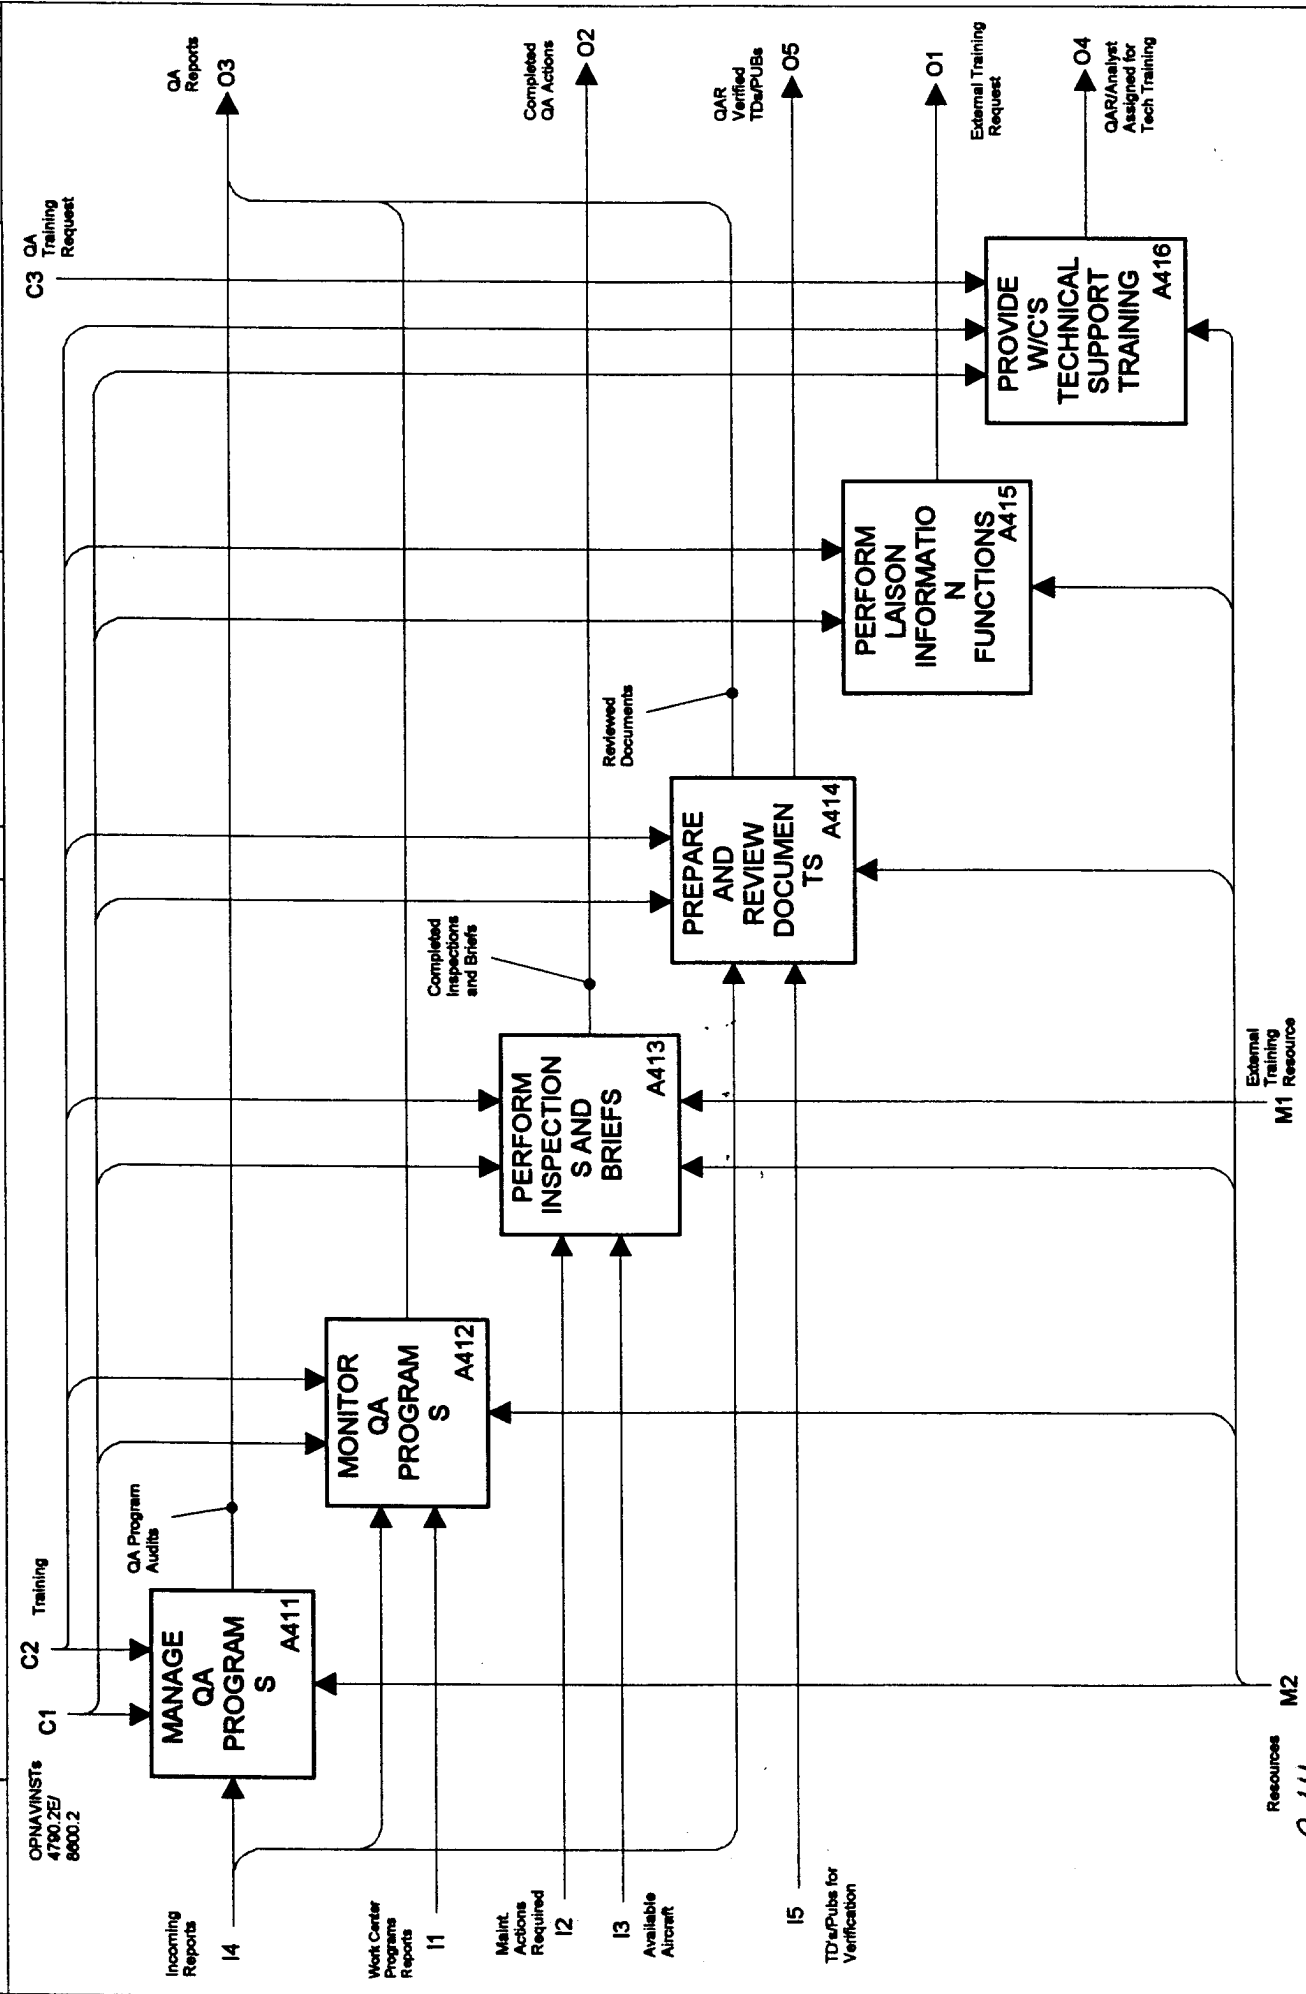 OPNAVINSTs
4790.2E/
8600.2
C1
C2
Training
C3
QA
Training
Request
Incoming
Reports
I4
MANAGE
QA
PROGRAM
S
A411
QA Program
Audits
QA
Reports
O3
Work Center
Programs
Reports
I1
MONITOR
QA
PROGRAM
S
A412
Maint.
Actions
Required
I2
I3
Available
Aircraft
PERFORM
INSPECTION
S AND
BRIEFS
A413
Completed
Inspections
and Briefs
Completed
QA Actions
O2
I5
TD's/Pubs for
Verification
PREPARE
AND
REVIEW
DOCUMEN
TS
A414
Reviewed
Documents
QAR
Verified
TDs/PUBs
O5
PERFORM
LAISON
INFORMATIO
N
FUNCTIONS
A415
O1
External Training
Request
PROVIDE
W/C'S
TECHNICAL
SUPPORT
TRAINING
A416
O4
QAR/Analyst
Assigned for
Tech Training
Resources
M2
External
Training
Resource
M1